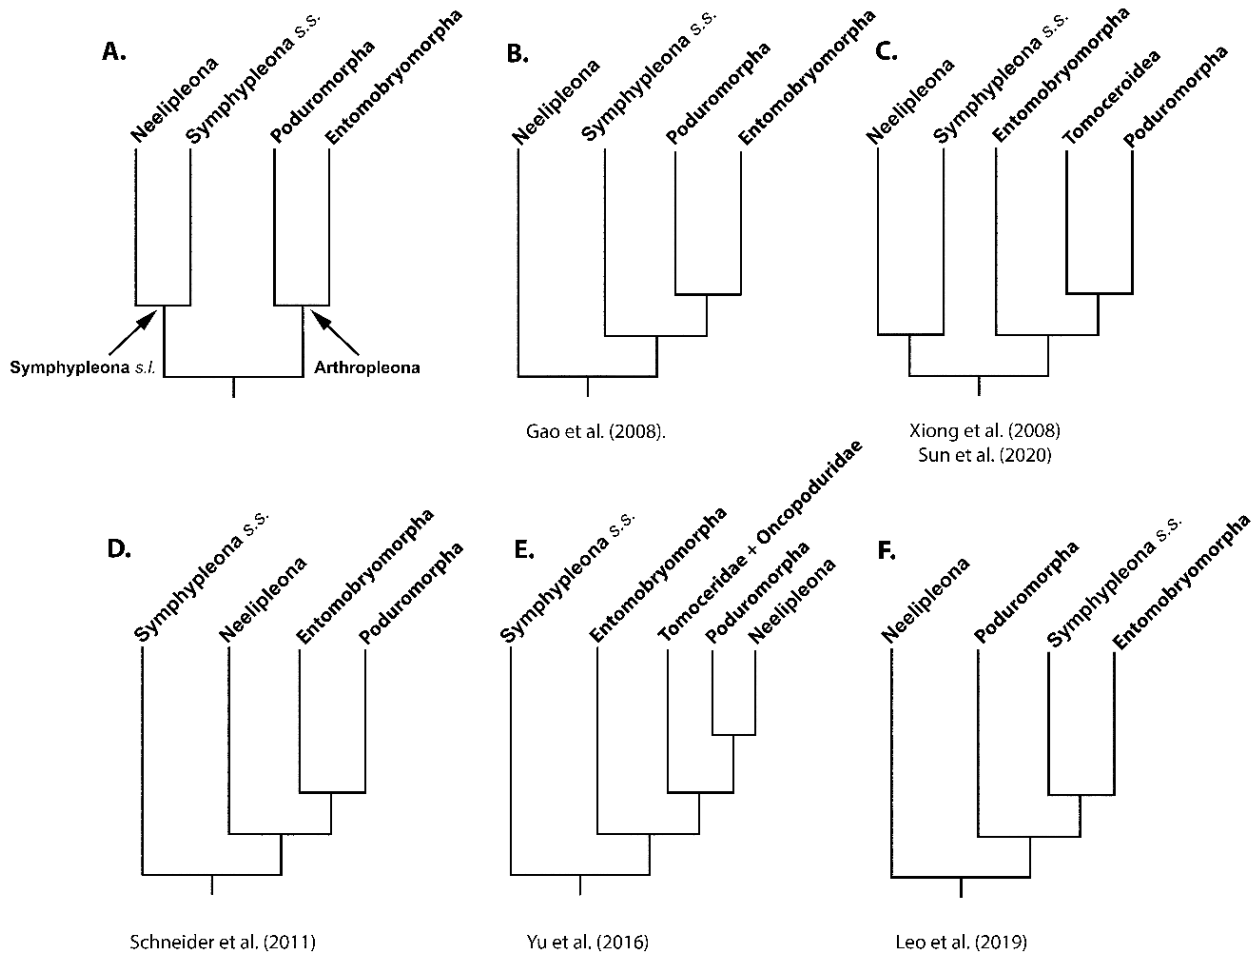 A.
Neelipleona
Symphypleona s.s.
Poduromorpha
Entomobryomorpha
Symphypleona s.l.
Arthropleona
B.
Neelipleona
Symphypleona s.s.
Poduromorpha
Entomobryomorpha
Gao et al. (2008).
C.
Neelipleona
Symphypleona s.s.
Entomobryomorpha
Tomoceroidea
Poduromorpha
Xiong et al. (2008)
Sun et al. (2020)
D.
Symphypleona s.s.
Neelipleona
Entomobryomorpha
Poduromorpha
Schneider et al. (2011)
E.
Symphypleona s.s.
Entomobryomorpha
Tomoceridae + Oncopoduridae
Poduromorpha
Neelipleona
Yu et al. (2016)
F.
Neelipleona
Poduromorpha
Symphypleona s.s.
Entomobryomorpha
Leo et al. (2019)